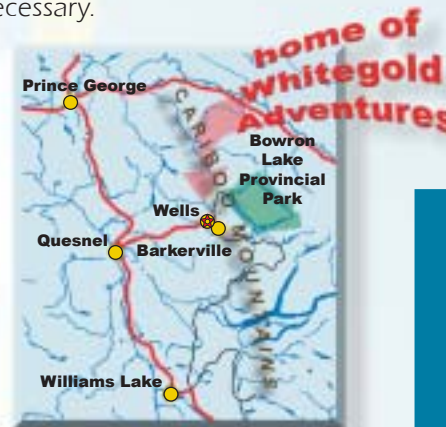 ecessary.
home of
Whitegold
Adventures
Prince George
CARIBOO MOUNTAINS
Bowron
Lake
Provincial
Park
Wells
Quesnel
Barkerville
Williams Lake